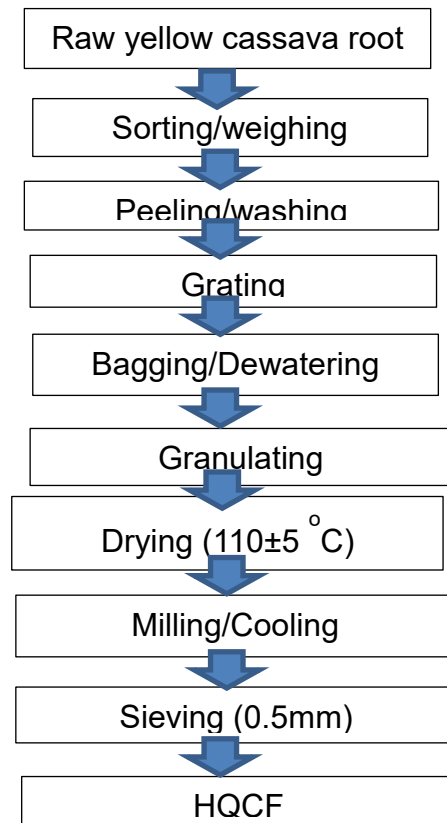 Raw yellow cassava root
Sorting/weighing
Peeling/washing
Grating
Bagging/Dewatering
Granulating
Drying (110±5 °C)
Milling/Cooling
Sieving (0.5mm)
HQCF